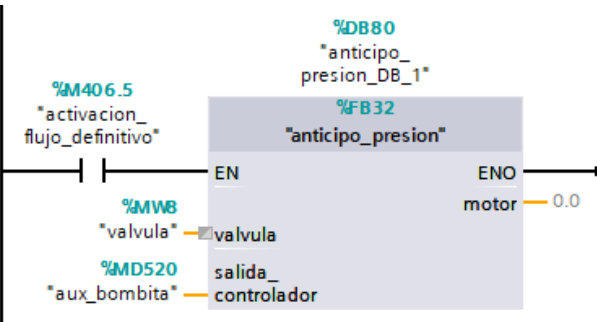 %DB80
"anticipo_
presion_DB_1"
%M406.5
"activacion_
flujo_definitivo"
%FB32
"anticipo_presion"
EN
ENO
%MW8
"valvula"
valvula
motor
0.0
%MD520
"aux_bombita"
salida_
controlador